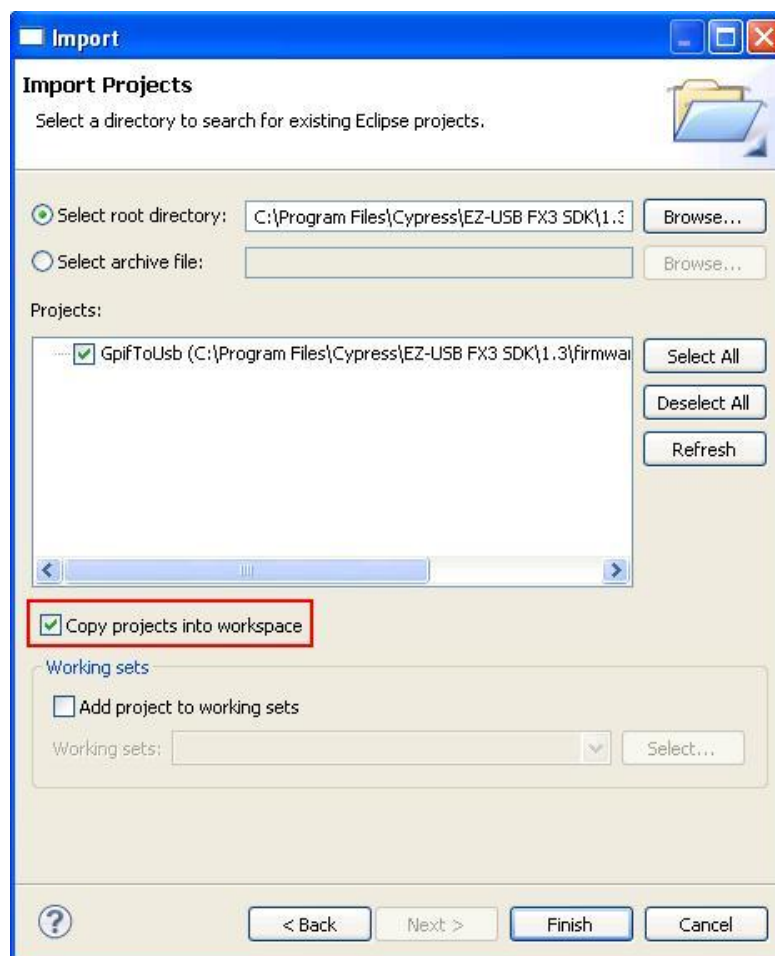 Import
Import Projects
Select a directory to search for existing Eclipse projects.
Select root directory: C:\Program Files\Cypress\EZ-USB FX3 SDK\1.3 Browse...
Select archive file: Browse...
Projects:
GpifToUsb (C:\Program Files\Cypress\EZ-USB FX3 SDK\1.3\firmwar Select All
Deselect All
Refresh
Copy projects into workspace
Working sets
Add project to working sets
Working sets: Select...
? < Back Next > Finish Cancel